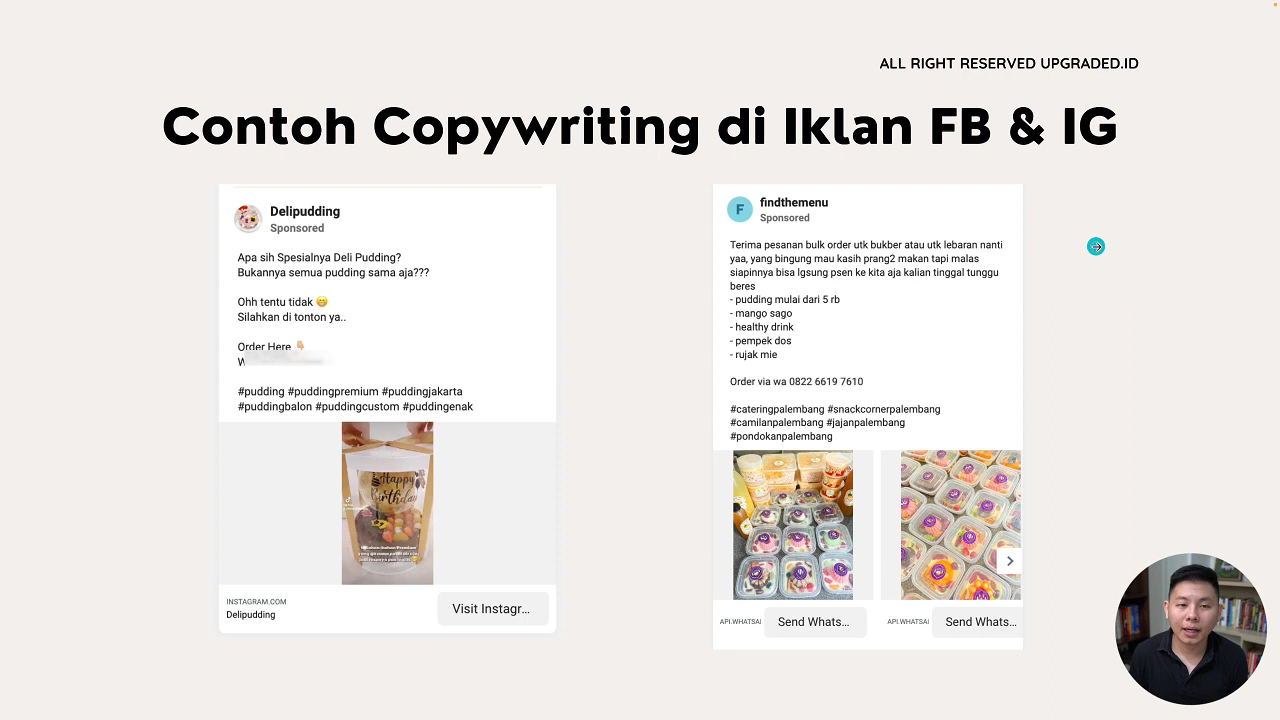 ALL RIGHT RESERVED UPGRADED.ID
Contoh Copywriting di Iklan FB & IG
Delipudding
Sponsored
Apa sih Spesialnya Deli Pudding?
Bukannya semua pudding sama aja???
Ohh tentu tidak 😁
Silahkan di tonton ya..
Order Here 👇🏻
#pudding #puddingpremium #puddingjakarta
#puddingbalon #puddingcustom #puddingenak
Happy
Birthday
INSTAGRAM.COM
Delipudding
Visit Instagr...
F
findthemenu
Sponsored
Terima pesanan bulk order utk bukber atau utk lebaran nanti
yaa, yang bingung mau kasih prang2 makan tapi malas
siapinnya bisa lgsung psen ke kita aja kalian tinggal tunggu
beres
- pudding mulai dari 5 rb
- mango sago
- healthy drink
- pempek dos
- rujak mie
Order via wa 0822 6619 7610
#cateringpalembang #snackcornerpalembang
#camilanpalembang #jajanpalembang
#pondokanpalembang
API.WHATSAI
Send Whats...
API.WHATSAI
Send Whats...